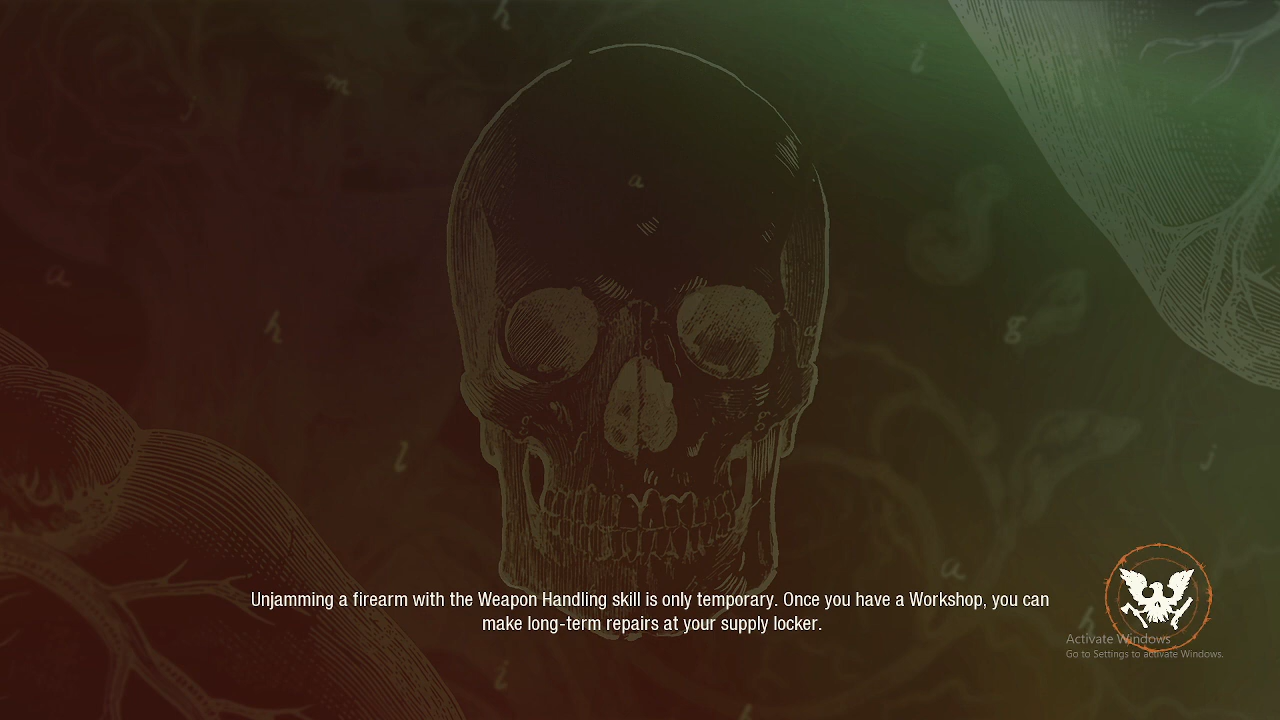 h
i
m
j
a
a
h
g
a
l
j
a
Unjamming a firearm with the Weapon Handling skill is only temporary. Once you have a Workshop, you can
make long-term repairs at your supply locker.
h
Activate Windows
Go to Settings to activate Windows.
i
h